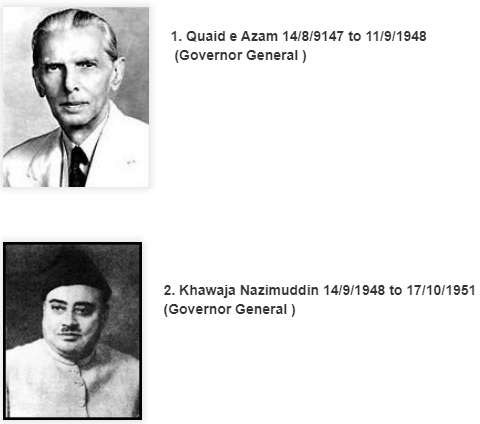 1. Quaid e Azam 14/8/9147 to 11/9/1948
(Governor General )
2. Khawaja Nazimuddin 14/9/1948 to 17/10/1951
(Governor General )